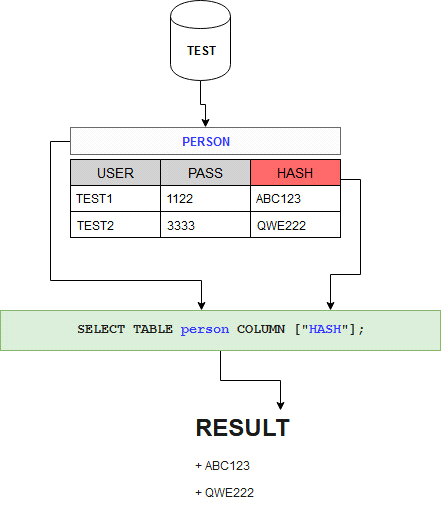 TEST
PERSON
USER PASS HASH
TEST1 1122 ABC123
TEST2 3333 QWE222
SELECT TABLE person COLUMN ["HASH"];
RESULT
+ ABC123
+ QWE222